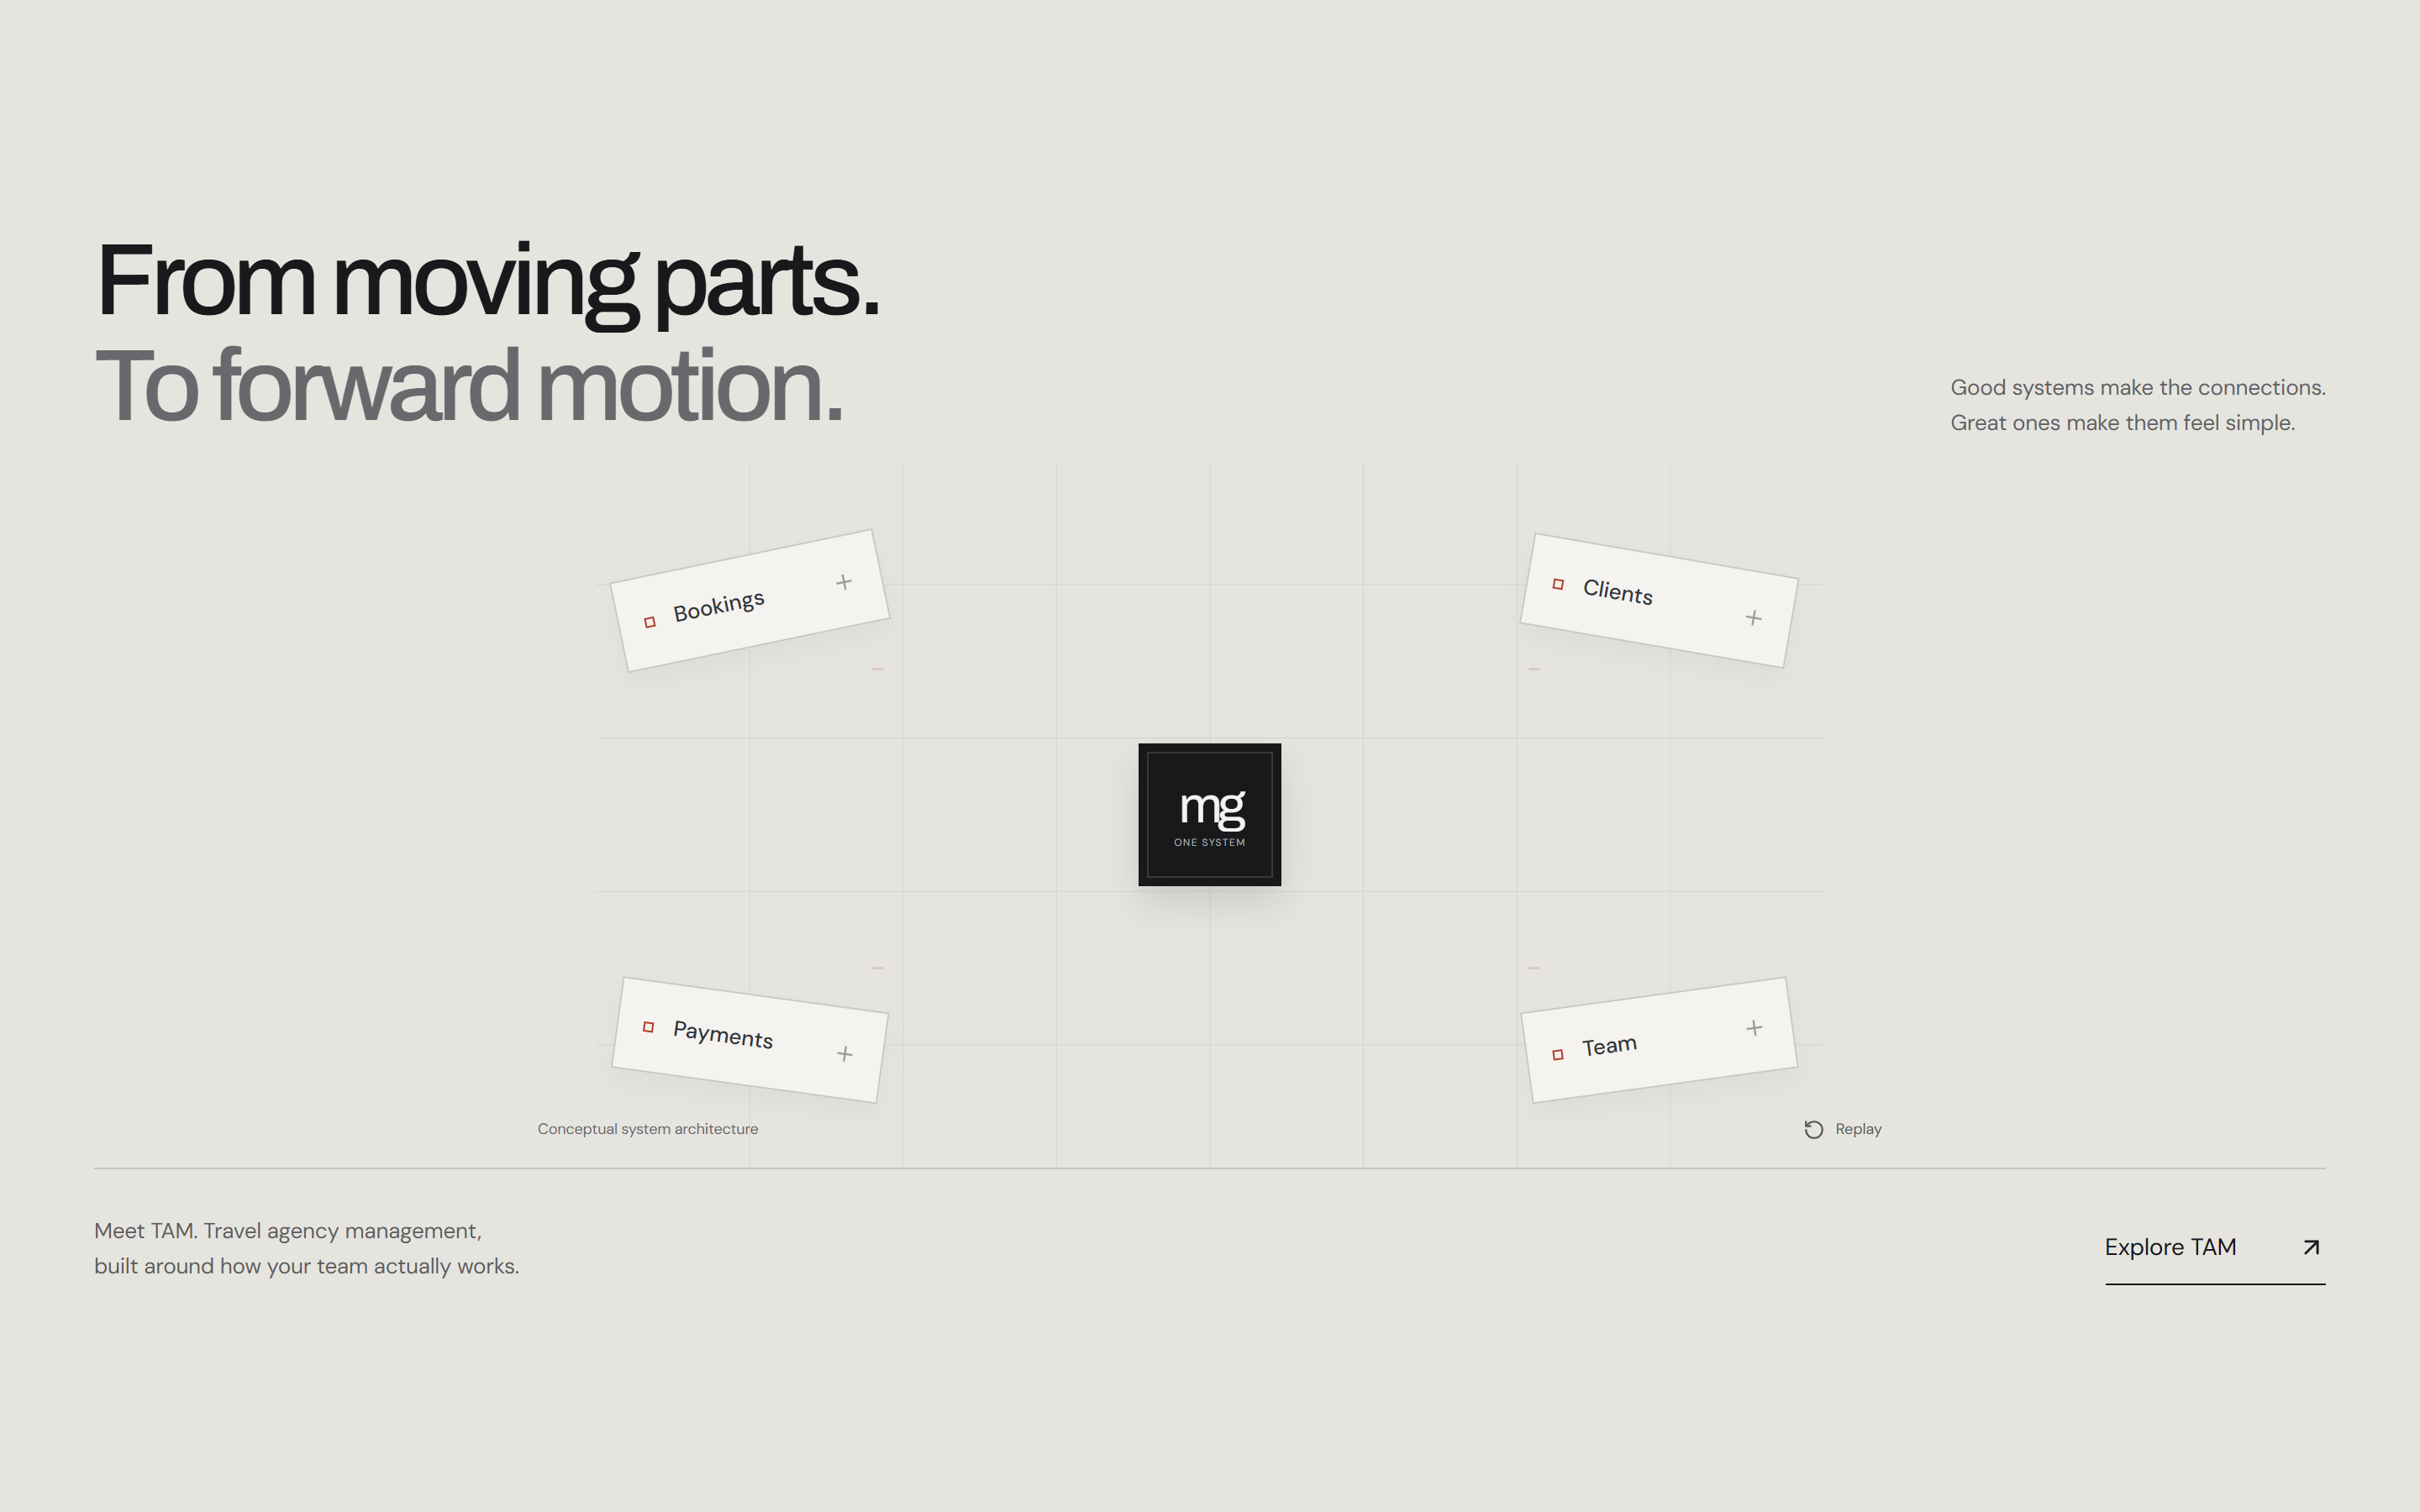 From moving parts.
To forward motion.
Good systems make the connections.
Great ones make them feel simple.
Bookings
Clients
mg
ONE SYSTEM
Payments
Team
Conceptual system architecture
Replay
Meet TAM. Travel agency management,
built around how your team actually works.
Explore TAM